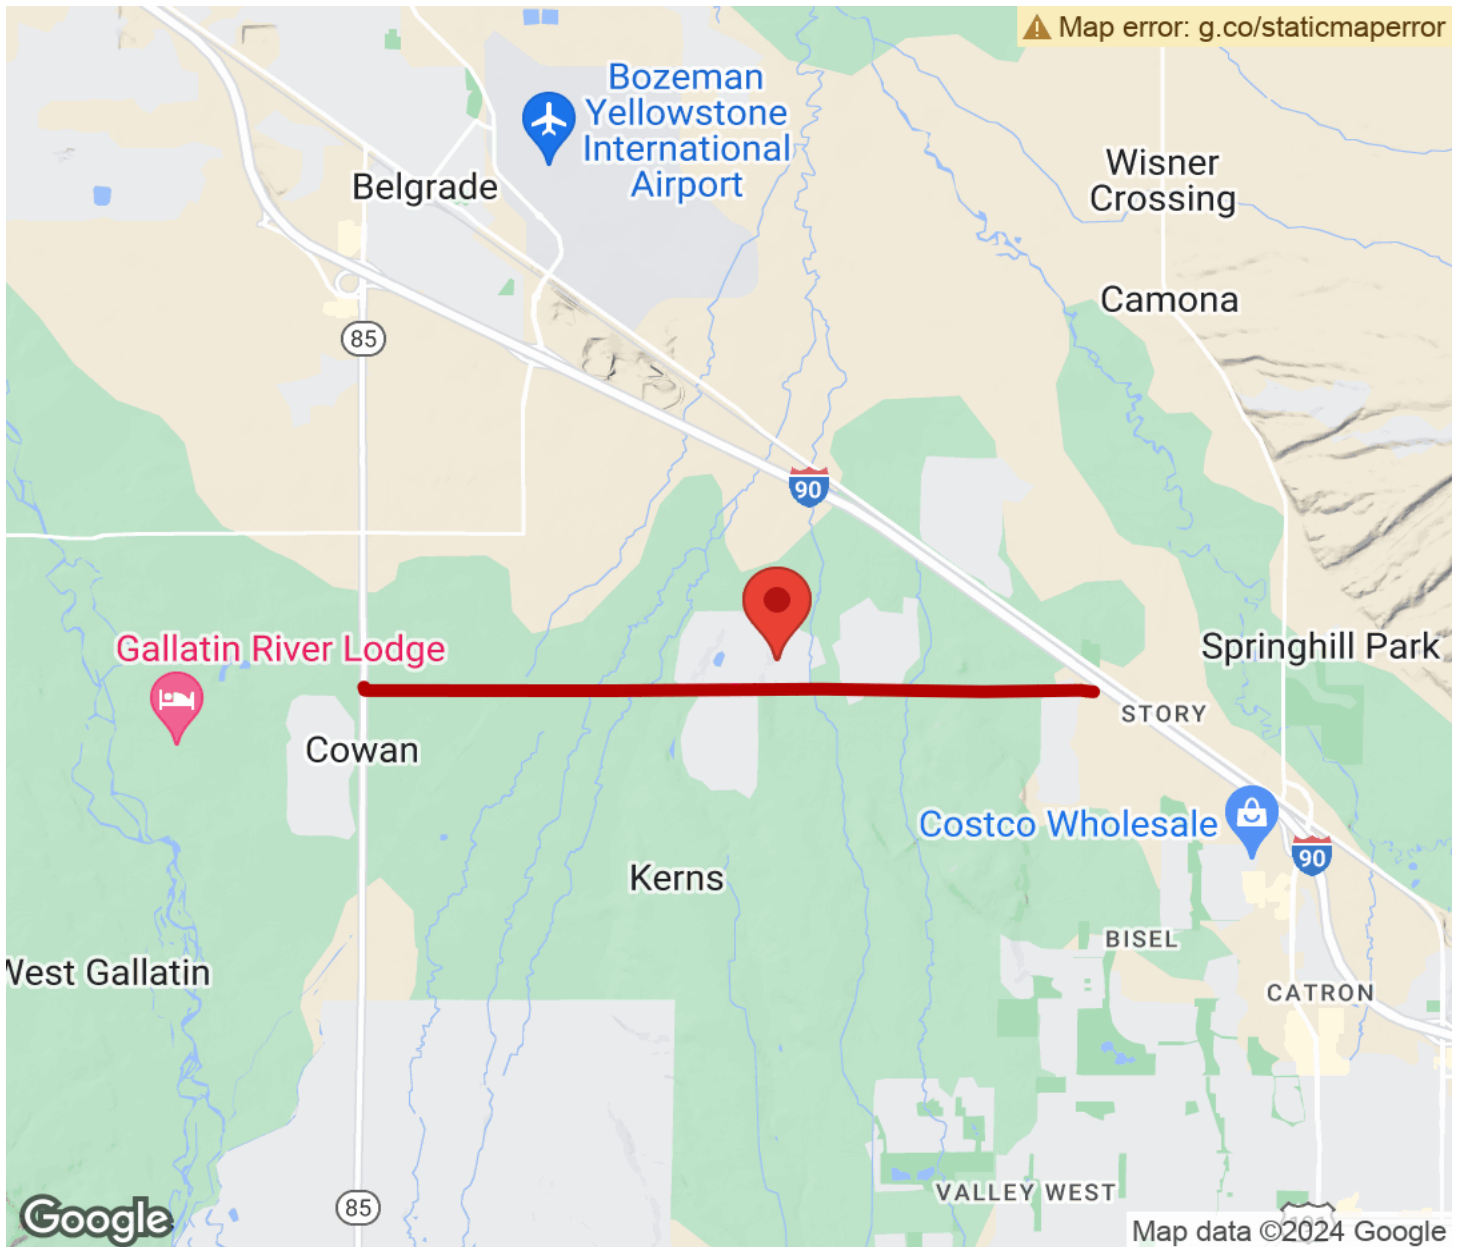 Map error: g.co/staticmaperror
Bozeman
Yellowstone
International
Airport
Belgrade
Wisner
Crossing
Camona
85
90
Gallatin River Lodge
Springhill Park
STORY
Cowan
Costco Wholesale
90
Kerns
BISEL
West Gallatin
CATRON
VALLEY WEST
85
191
Google
Map data ©2024 Google